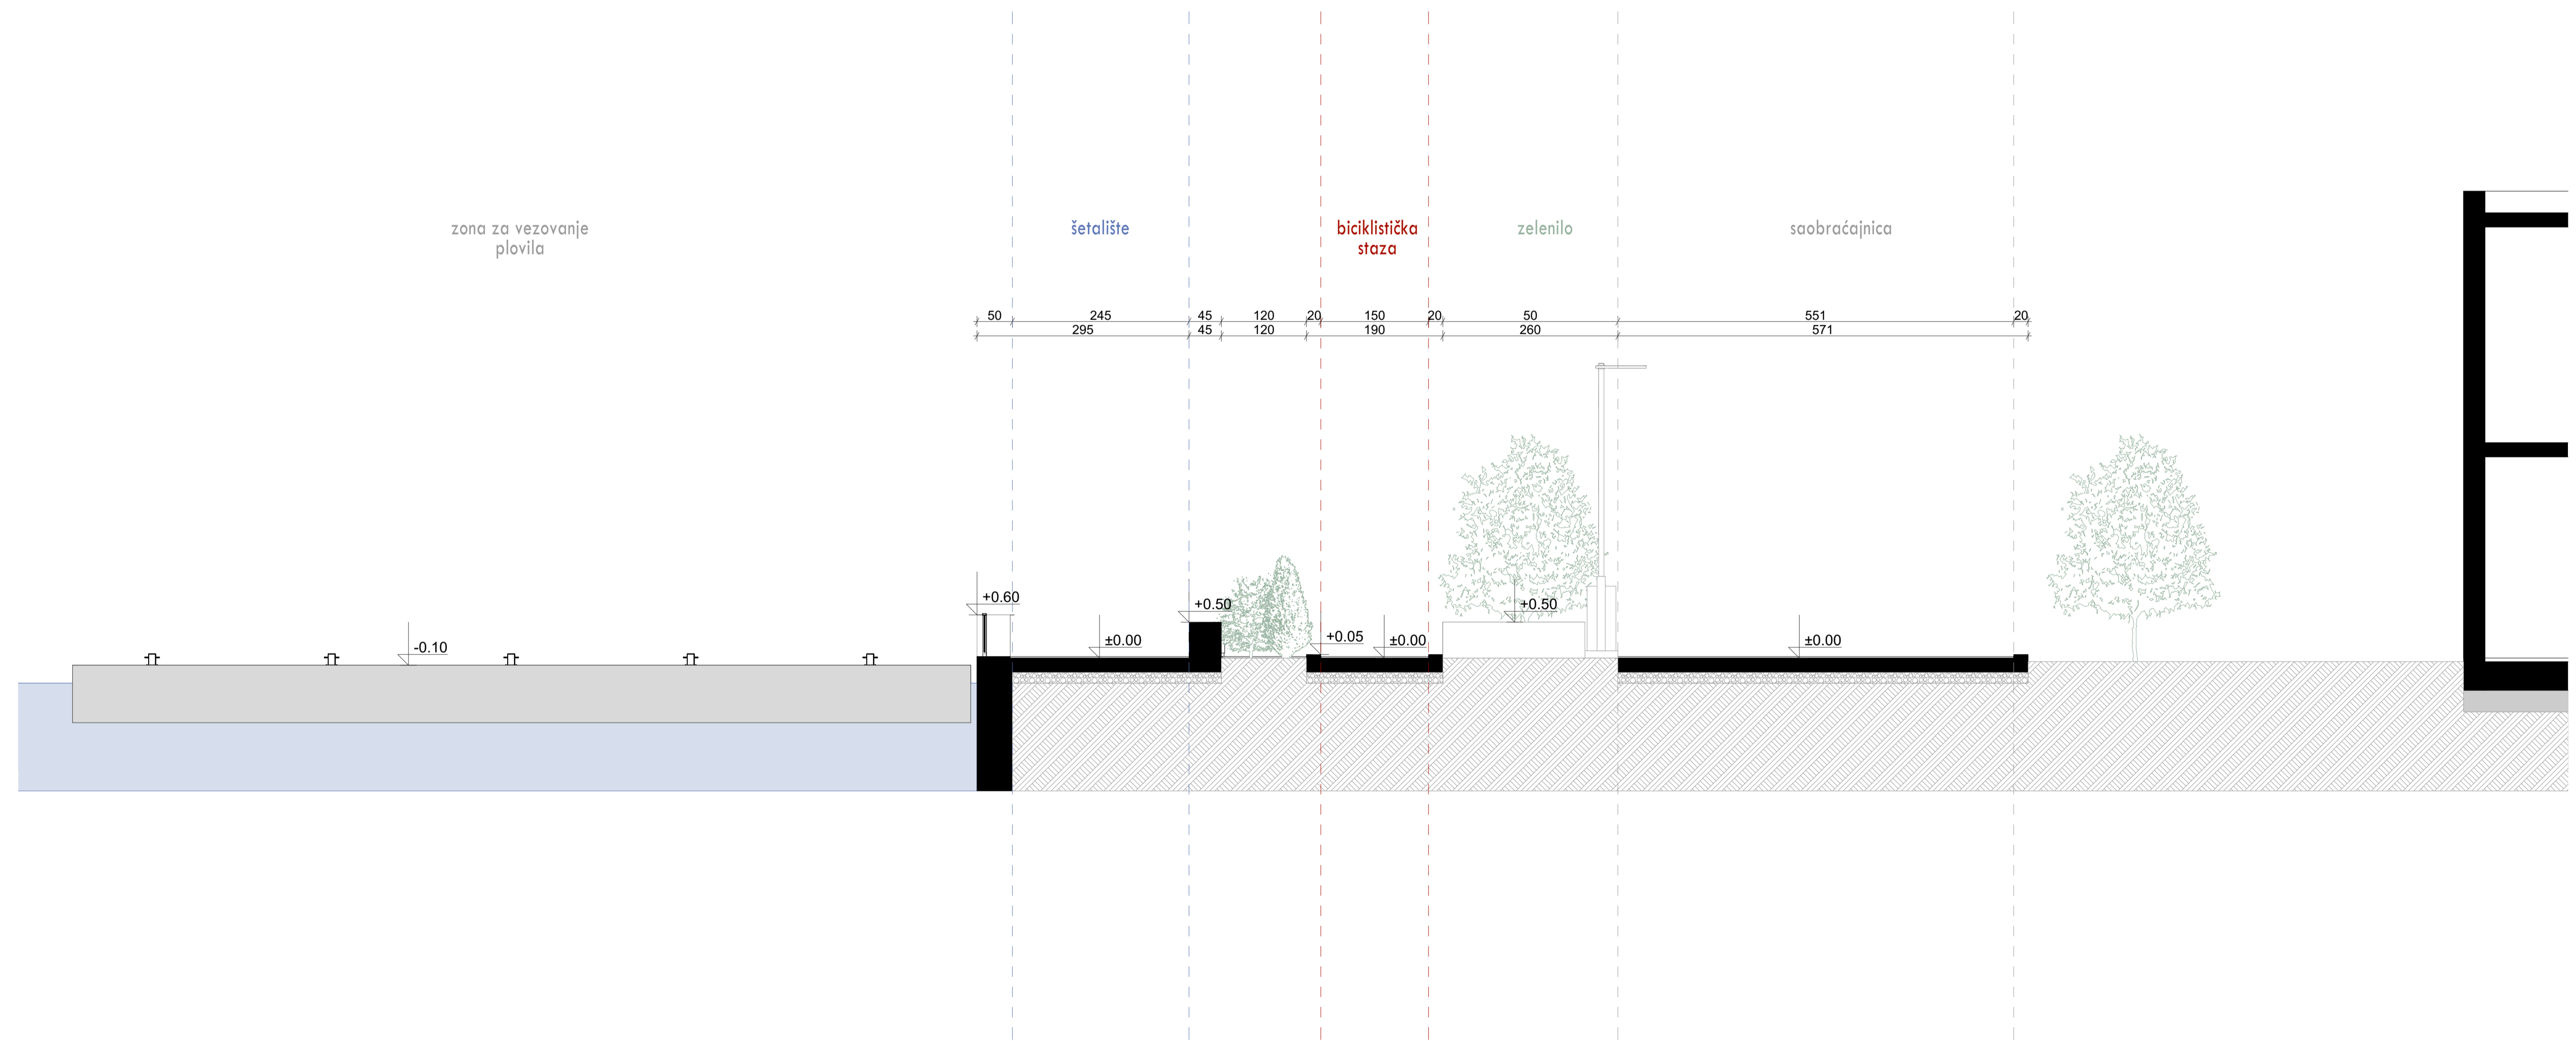 zona za vezovanje
plovila
šetalište
biciklistička
staza
zelenilo
saobraćajnica
50 245 45 120 20 150 20 50 551 20
295 45 120 190 260 571
-0.10
+0.60
±0.00
+0.50
+0.05
±0.00
+0.50
±0.00